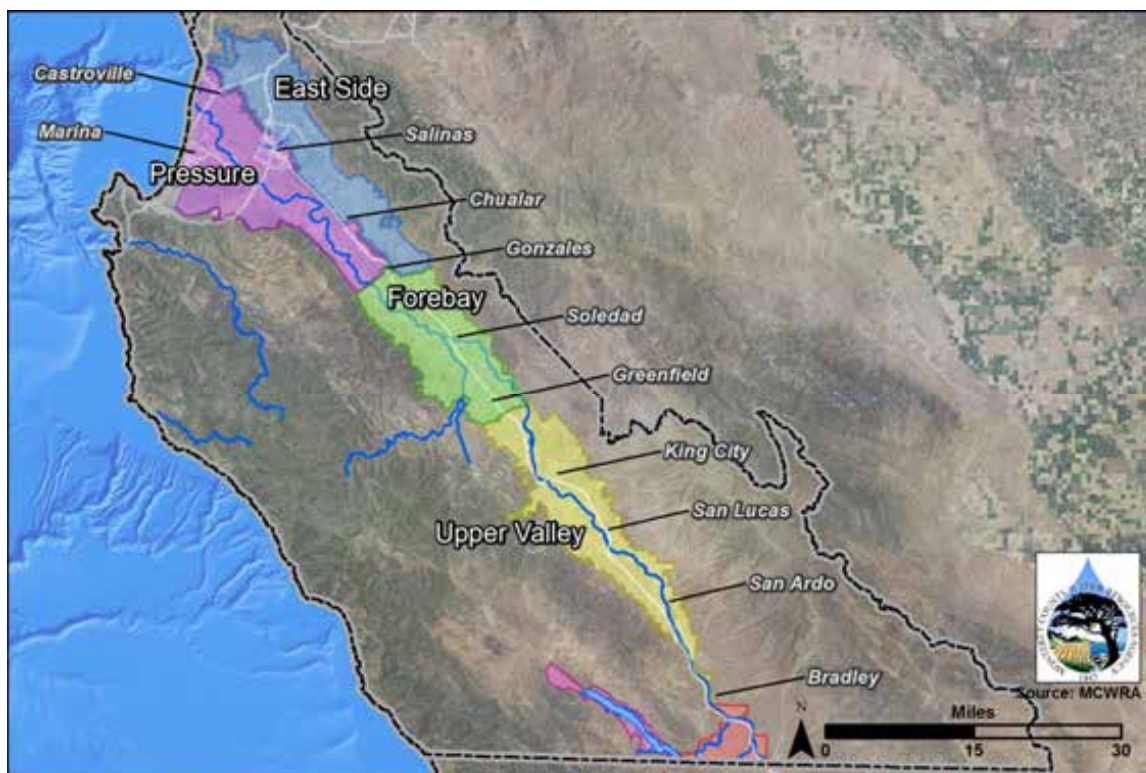 Castroville
East Side
Marina
Salinas
Pressure
Chualar
Gonzales
Forebay
Soledad
Greenfield
King City
San Lucas
Upper Valley
San Ardo
Bradley
Source: MCWRA
N
Miles
0 15 30